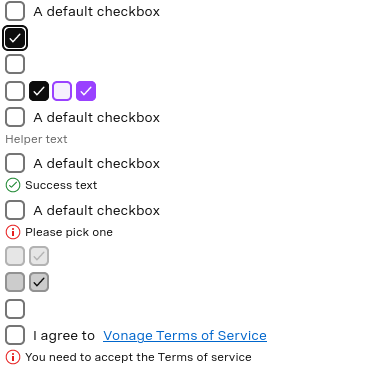 A default checkbox
A default checkbox
Helper text
A default checkbox
Success text
A default checkbox
Please pick one
I agree to Vonage Terms of Service
You need to accept the Terms of service